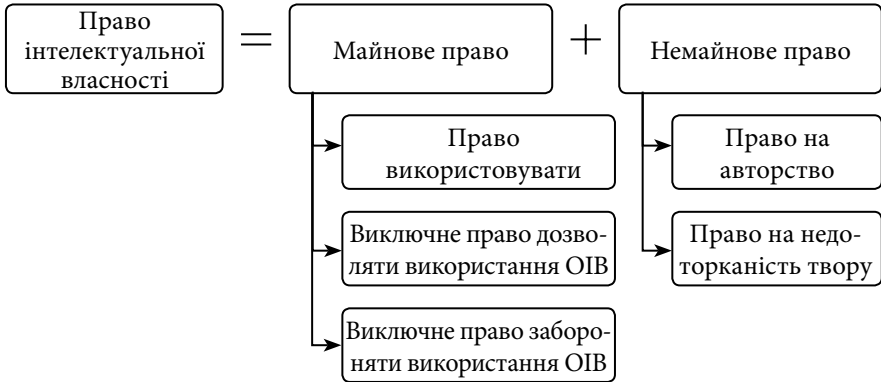 Право
інтелектуальної
власності
=
Майнове право
+
Немайнове право
Право
використовувати
Виключне право дозво-
ляти використання ОІВ
Виключне право заборо-
няти використання ОІВ
Право на
авторство
Право на недо-
торканість твору